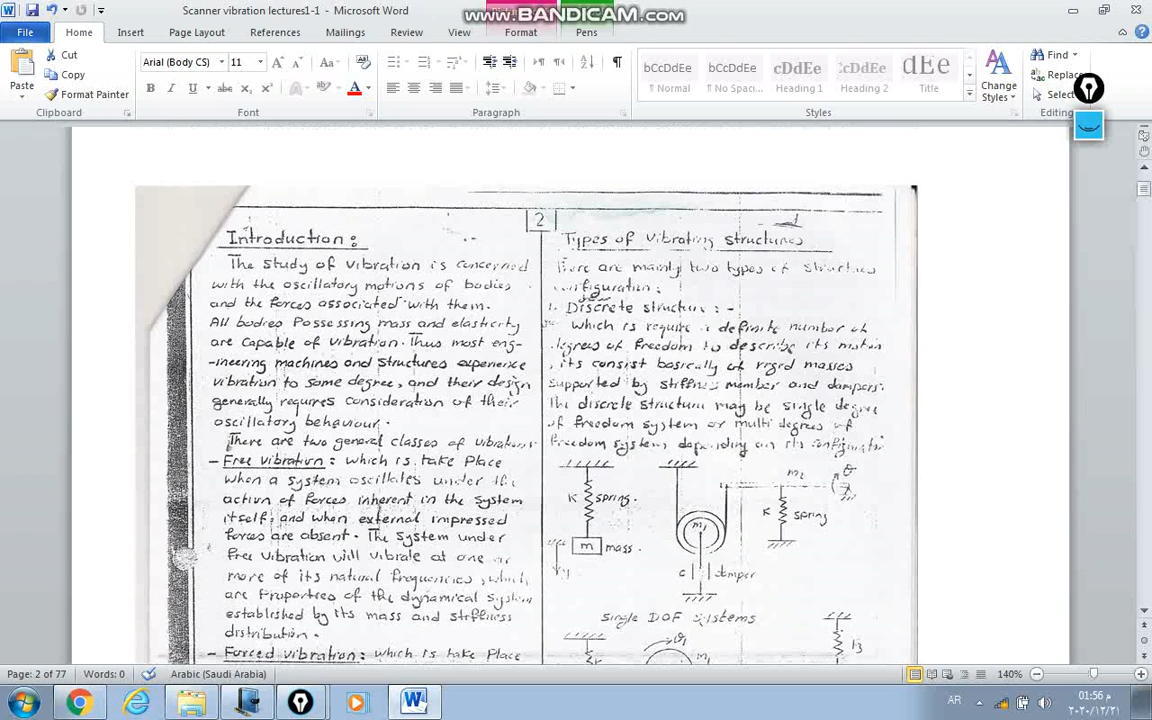 Scanner vibration lectures1-1 - Microsoft Word
www.BANDICAM.com
File Home Insert Page Layout References Mailings Review View Format Pens
Paste
Cut
Copy
Format Painter
Clipboard
Arial (Body CS) 11
Font
Paragraph
bCcDdEe bCcDdEe cDdEe cDdEe dEe
¶ Normal ¶ No Spaci... Heading 1 Heading 2 Title
Styles
Change Styles
Find
Replace
Select
Editing
2
Introduction:
The study of vibration is concerned
with the oscillatory motions of bodies
and the forces associated with them.
All bodies Possessing mass and elasticity
are capable of vibration. Thus most eng-
-ineering machines and structures experience
vibration to some degree, and their design
generally requires consideration of their
oscillatory behaviour.
There are two general classes of vibrations
- Free vibration: which is take Place
when a system oscillates under the
action of forces inherent in the system
itself, and when external impressed
forces are absent. The system under
free vibration will vibrate at one or
more of its natural frequencies, which
are Properties of the dynamical system
established by its mass and stiffness
distribution.
- Forced vibration: which is take Place
Types of Vibrating Structures
There are mainly two types of structure
configuration:
1. Discrete structure: -
which is require a definite number of
degrees of freedom to describe its motion
, its consist basically of rigid masses
supported by stiffness member and dampers.
The discrete structure may be single degree
of freedom system or multi degrees of
freedom system depending on its configuration
K spring.
m mass.
y
m1
c damper
m2
θ
K spring
Single DOF systems
K
θ1
m1
k3
Page: 2 of 77 Words: 0 Arabic (Saudi Arabia) 140%
AR
01:56 م
٢٠٢٠/١٢/٢١